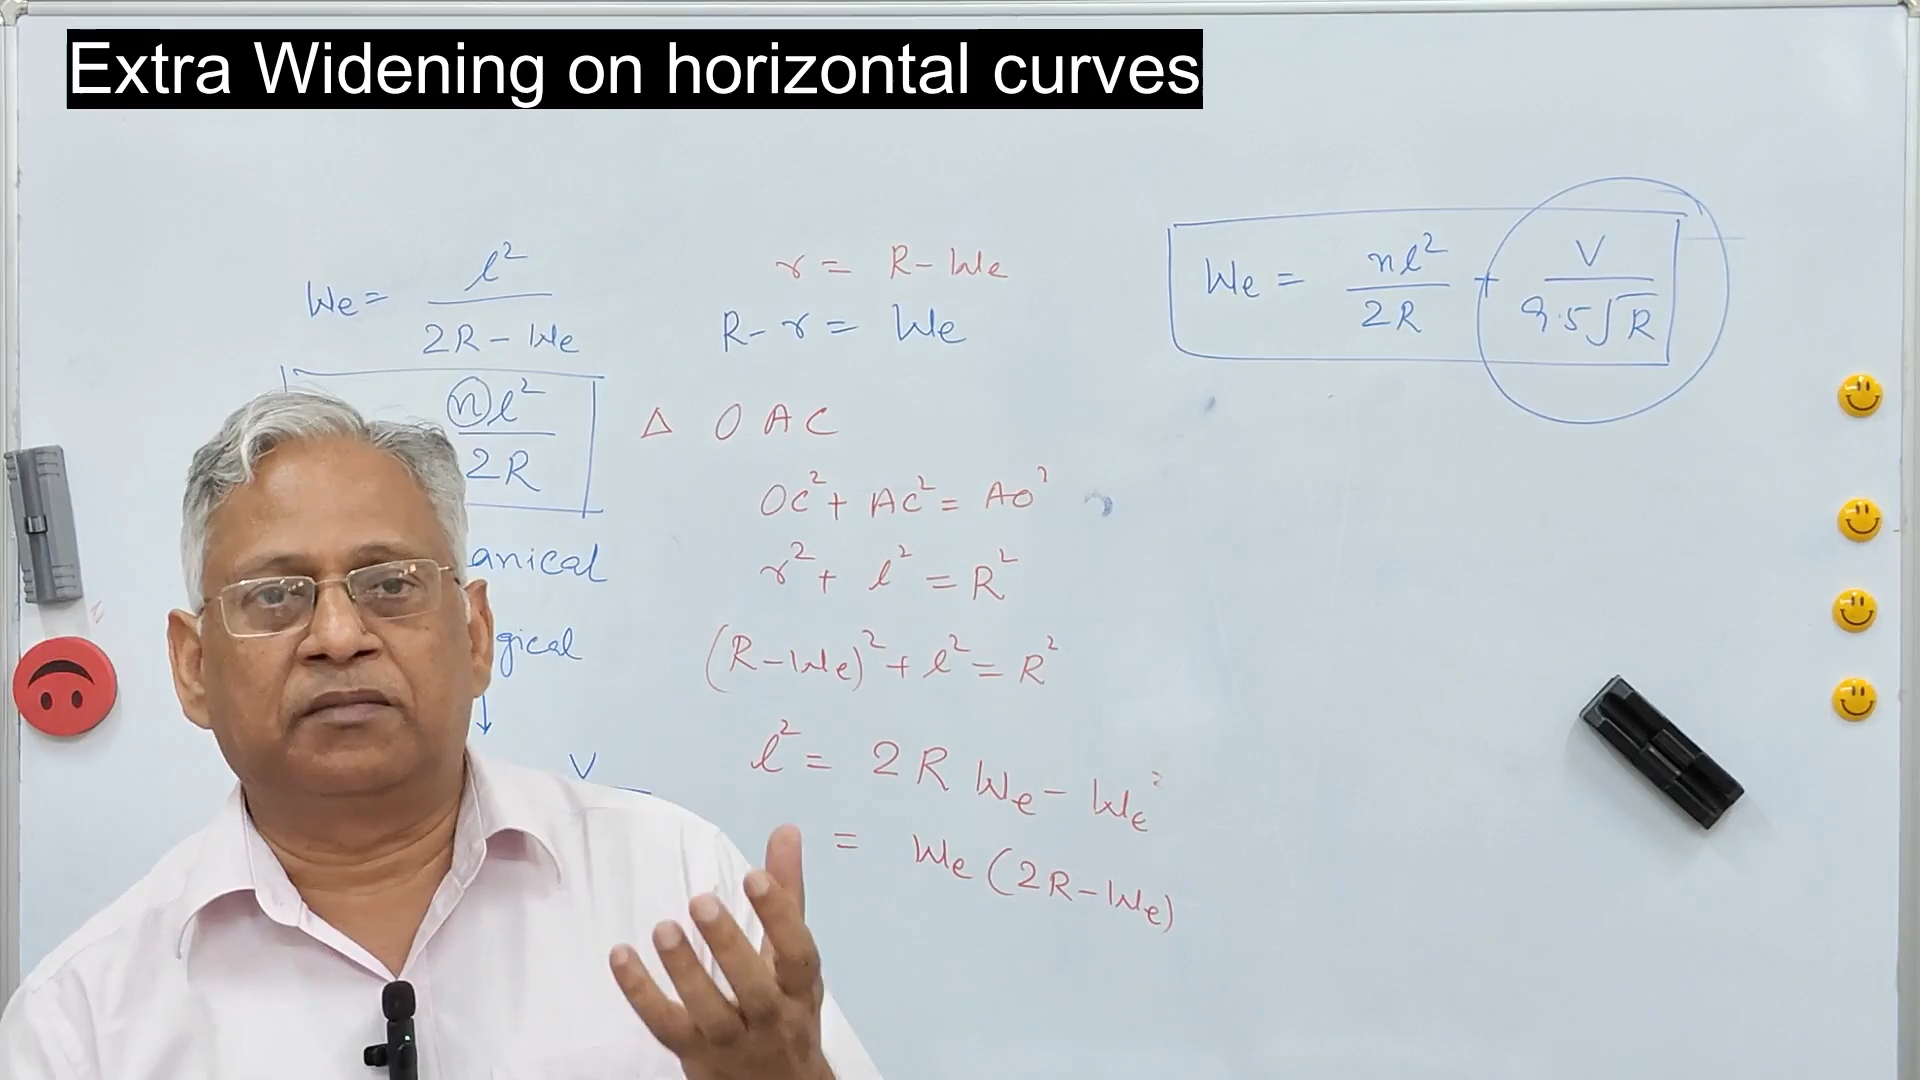 Extra Widening on horizontal curves
We = l² / (2R - We)
nl² / 2R
anical
gical
↓
V
r = R - We
R - r = We
Δ OAC
OC² + AC² = AO²
r² + l² = R²
(R - We)² + l² = R²
l² = 2R We - We²
= We (2R - We)
We = nl² / 2R + V / 9.5√R